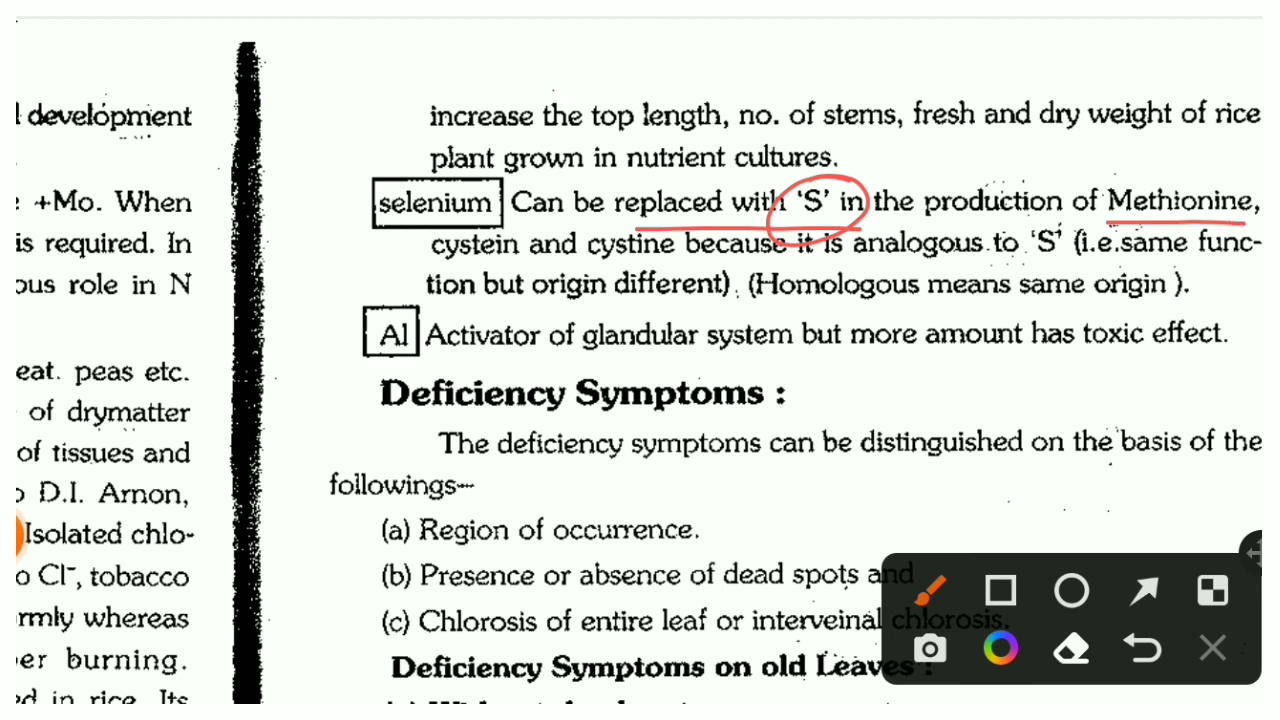 development
increase the top length, no. of stems, fresh and dry weight of rice
plant grown in nutrient cultures.
+Mo. When
selenium Can be replaced with 'S' in the production of Methionine,
is required. In
cystein and cystine because it is analogous to 'S' (i.e.same func-
ous role in N
tion but origin different). (Homologous means same origin ).
Al Activator of glandular system but more amount has toxic effect.
eat. peas etc.
of drymatter
of tissues and
D.I. Arnon,
Isolated chlo-
Cl⁻, tobacco
rmly whereas
er burning.
ed in rice. Its
Deficiency Symptoms :
The deficiency symptoms can be distinguished on the basis of the
followings—
(a) Region of occurrence.
(b) Presence or absence of dead spots and
(c) Chlorosis of entire leaf or interveinal chlorosis.
Deficiency Symptoms on old Leaves :